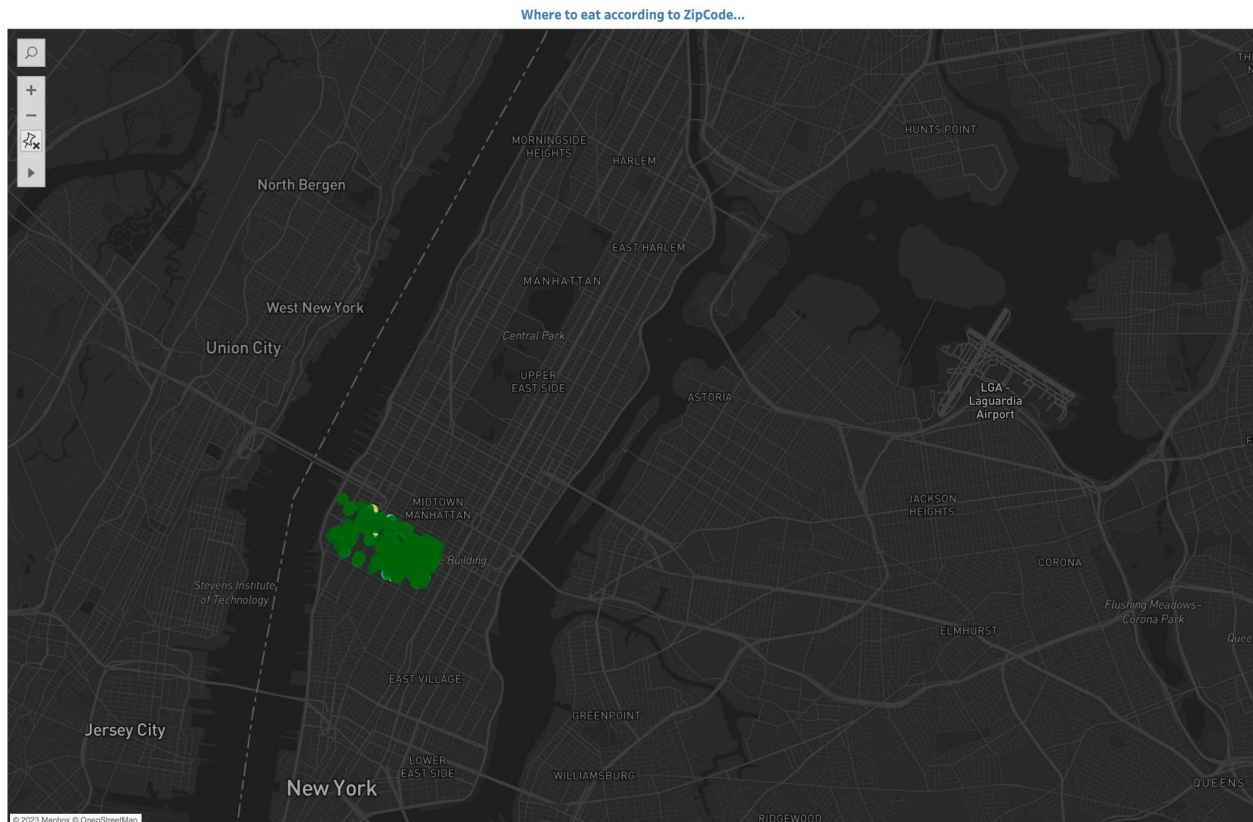 Where to eat according to ZipCode...
HUNTS POINT
MORNINGSIDE
HEIGHTS
HARLEM
North Bergen
EAST HARLEM
MANHATTAN
West New York
Central Park
Union City
UPPER
EAST SIDE
LGA -
Laguardia
Airport
ASTORIA
JACKSON
HEIGHTS
MIDTOWN
MANHATTAN
Building
CORONA
Stevens Institute
of Technology
Flushing Meadows-
Corona Park
ELMHURST
EAST VILLAGE
GREENPOINT
Jersey City
LOWER
EAST SIDE
WILLIAMSBURG
New York
QUEENS
RIDGEWOOD
© 2023 Mapbox © OpenStreetMap